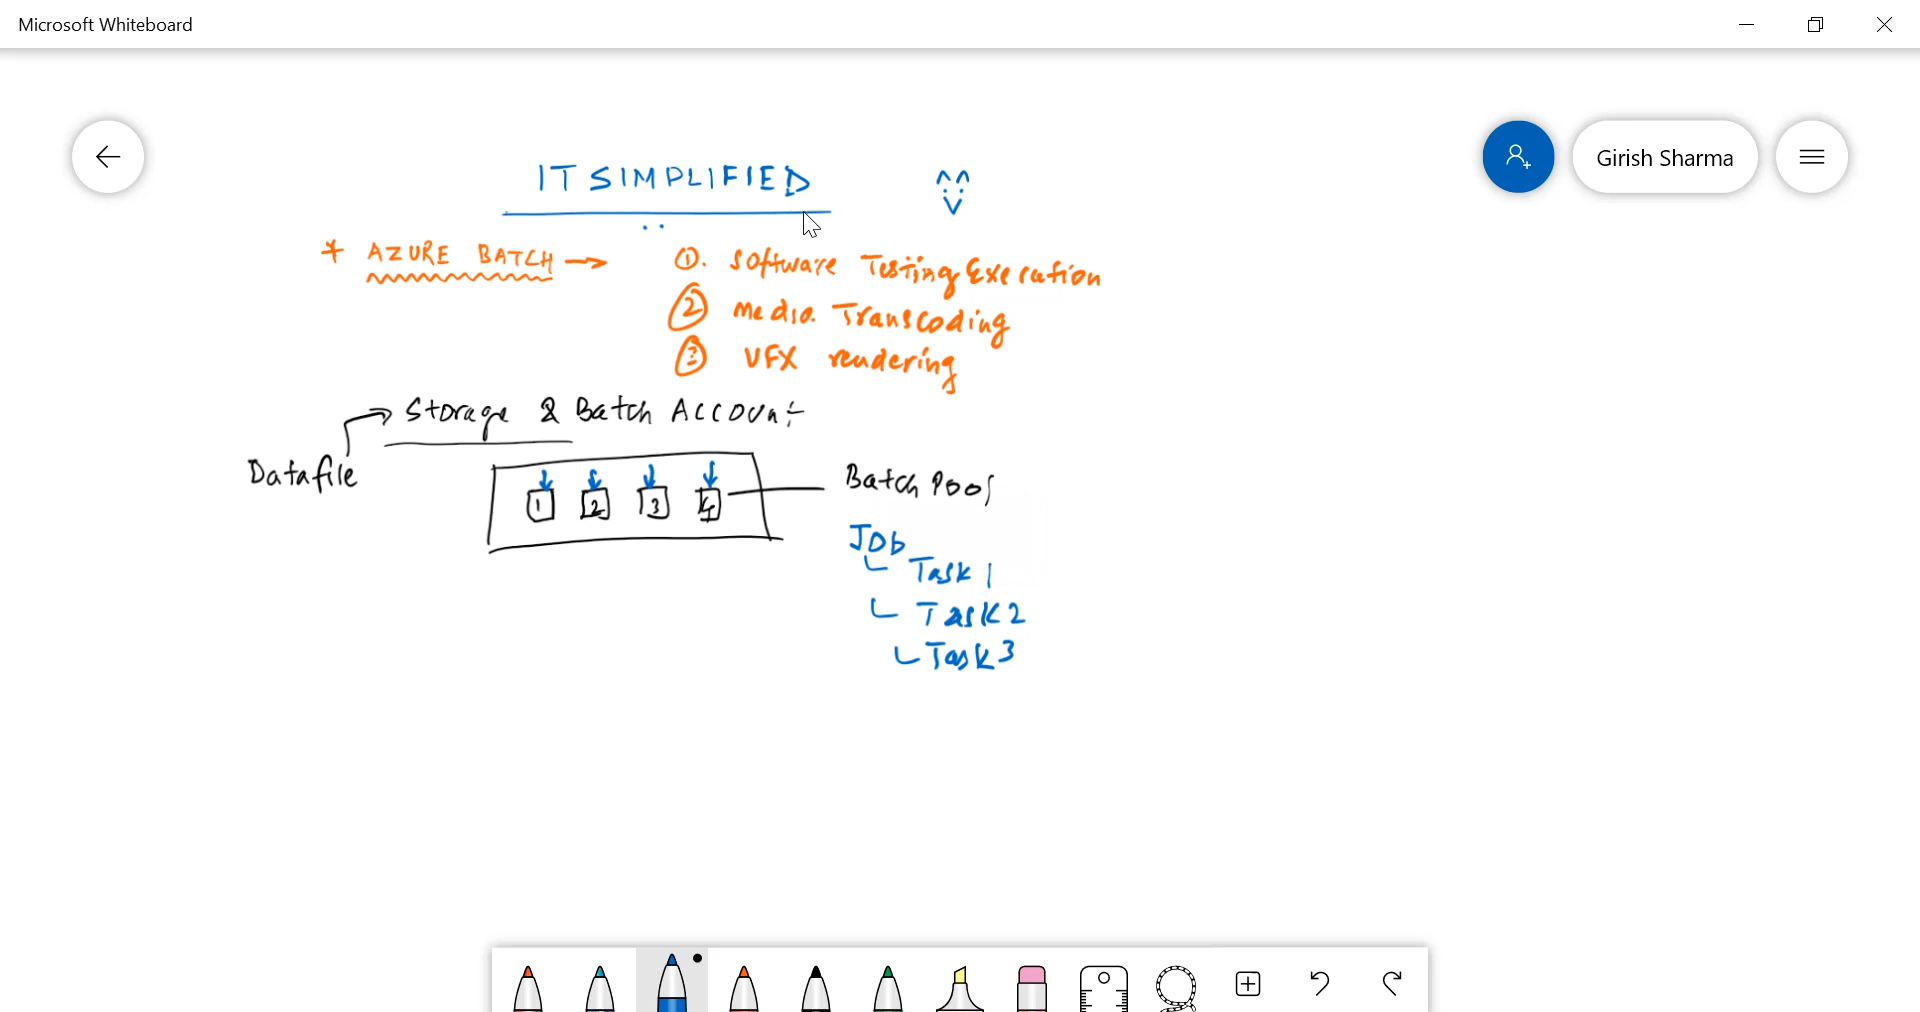 Microsoft Whiteboard
Girish Sharma
IT SIMPLIFIED
* AZURE BATCH → ①. Software Testing Execution
② Media Transcoding
③ VFX rendering
Storage & Batch Account
Datafile
1 2 3 4
Batch Pool
Job
Task 1
Task 2
Task 3